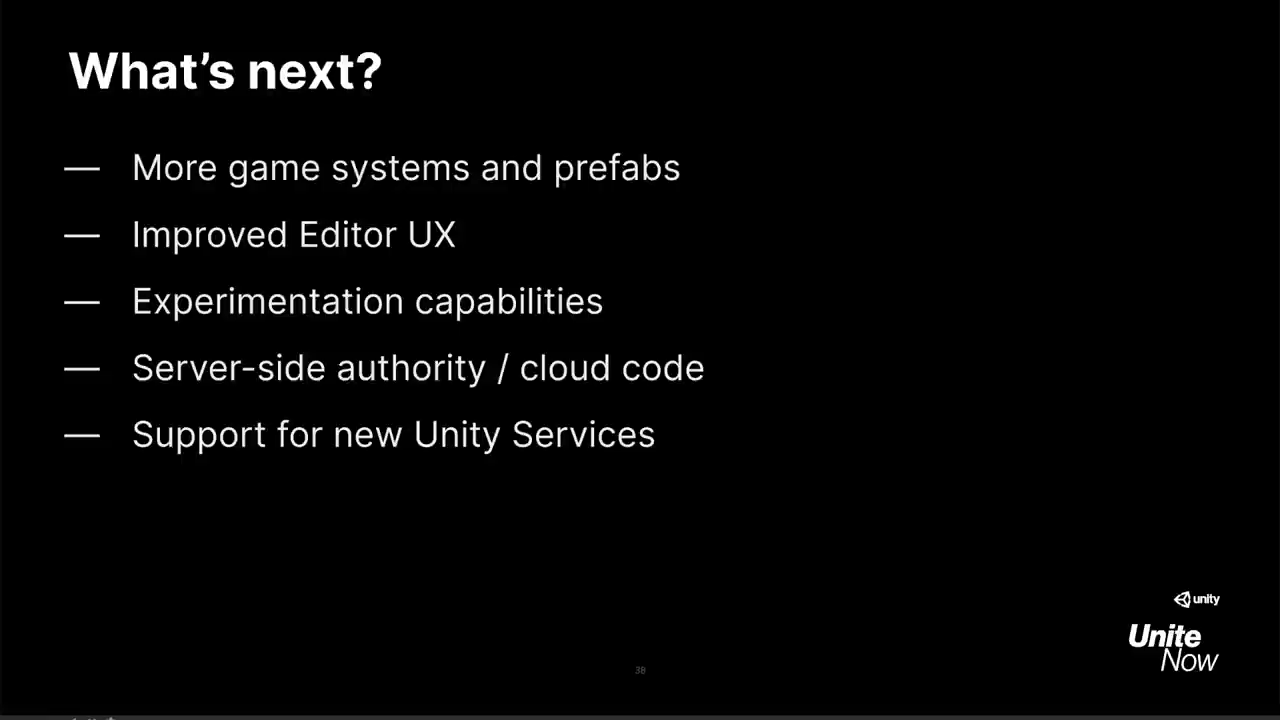 What’s next?
— More game systems and prefabs
— Improved Editor UX
— Experimentation capabilities
— Server-side authority / cloud code
— Support for new Unity Services
unity
Unite
Now
38